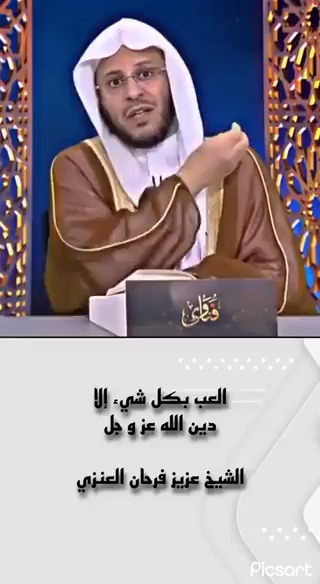 فتاوى
العب بكل شيء إلا
دين الله عز و جل
الشيخ عزيز فرحان العنزي
Picsart